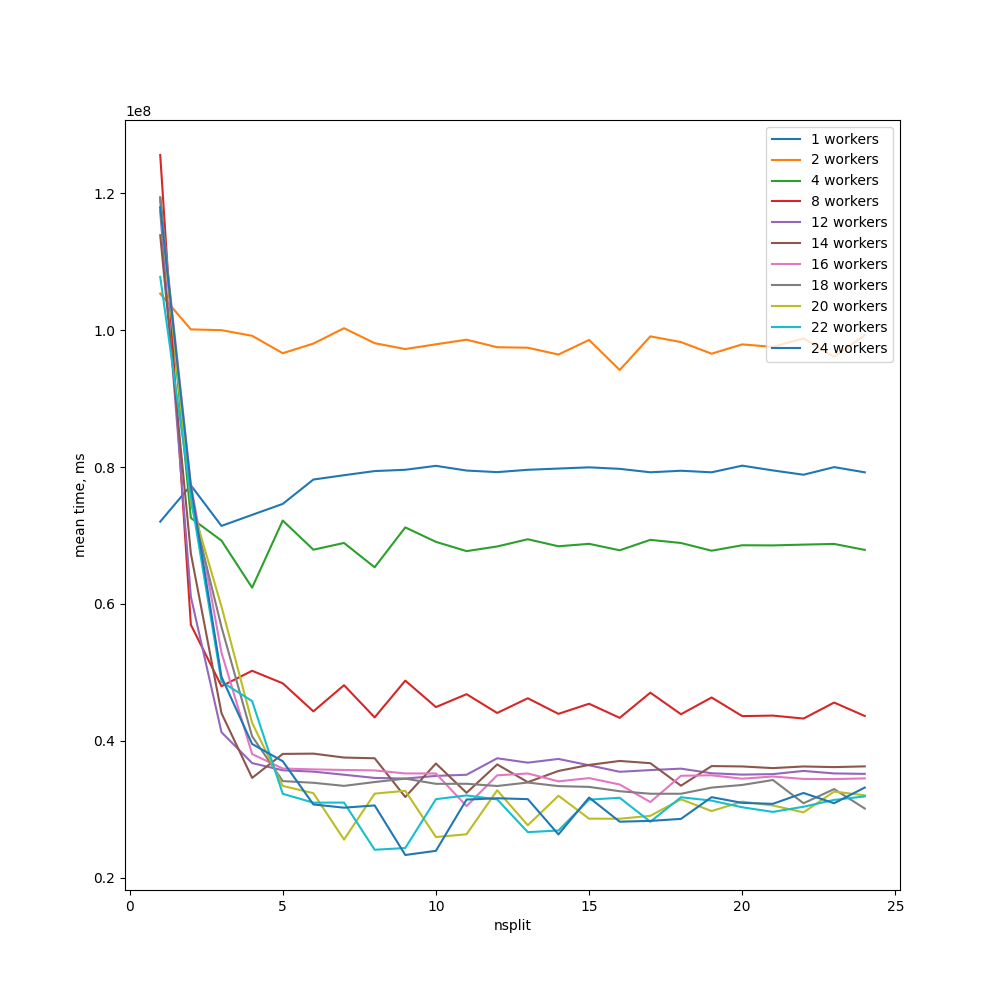 1e8
1.2
1.0
0.8
0.6
0.4
0.2
mean time, ms
0
5
10
15
20
25
nsplit
1 workers
2 workers
4 workers
8 workers
12 workers
14 workers
16 workers
18 workers
20 workers
22 workers
24 workers